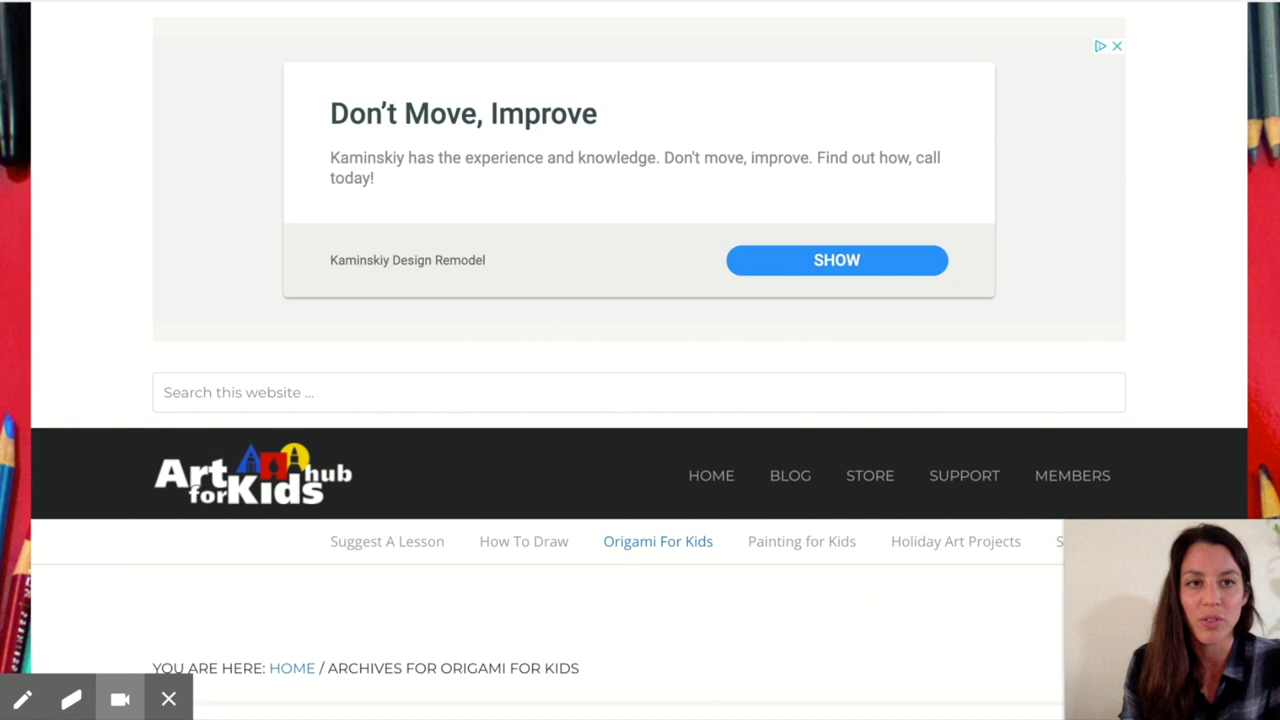 Don't Move, Improve
Kaminskiy has the experience and knowledge. Don't move, improve. Find out how, call
today!
Kaminskiy Design Remodel
SHOW
Search this website ...
Art hub
for Kids
HOME BLOG STORE SUPPORT MEMBERS
Suggest A Lesson How To Draw Origami For Kids Painting for Kids Holiday Art Projects S
YOU ARE HERE: HOME / ARCHIVES FOR ORIGAMI FOR KIDS